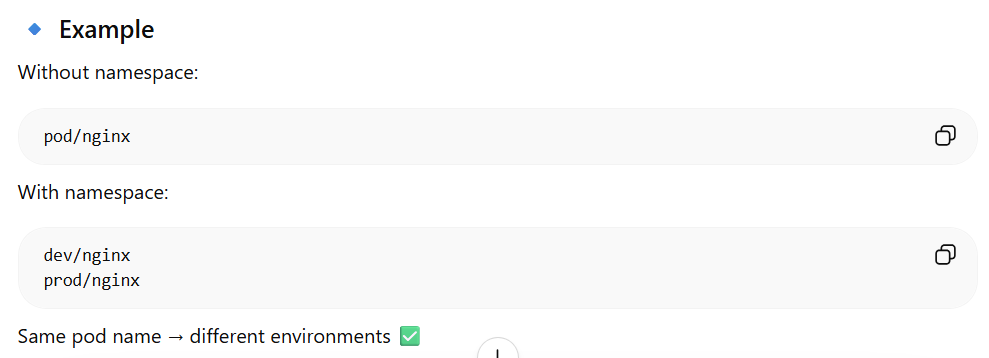 🔹 Example
Without namespace:
pod/nginx
With namespace:
dev/nginx
prod/nginx
Same pod name → different environments ✅